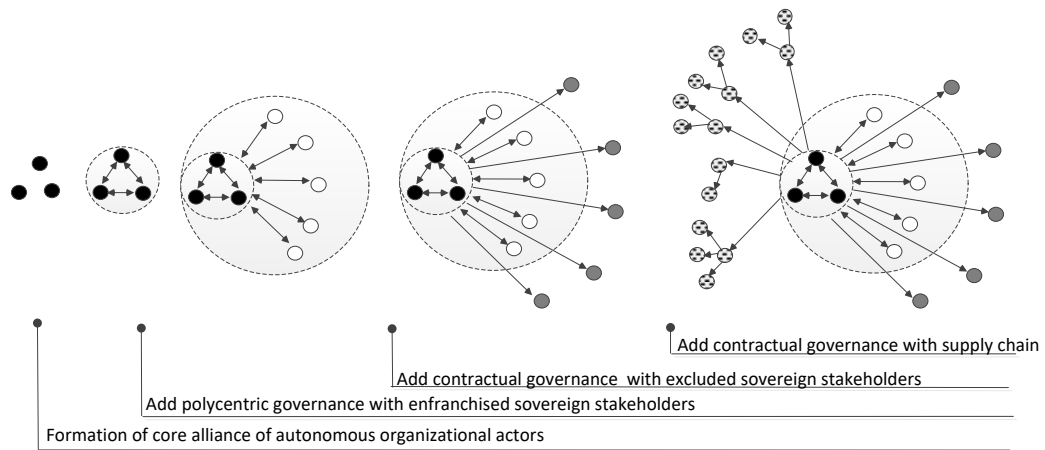 Add contractual governance with supply chain
Add contractual governance  with excluded sovereign stakeholders
Add polycentric governance with enfranchised sovereign stakeholders
Formation of core alliance of autonomous organizational actors